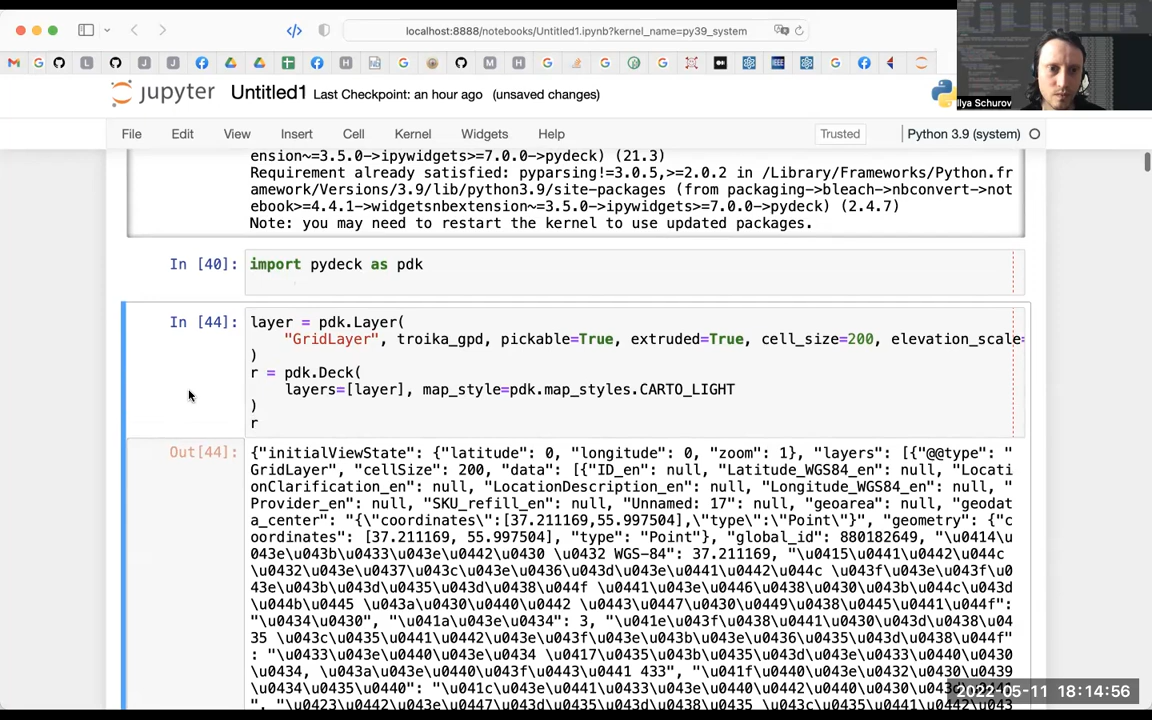 localhost:8888/notebooks/Untitled1.ipynb?kernel_name=py39_system
Ilya Schurov
jupyter Untitled1 Last Checkpoint: an hour ago (unsaved changes)
File Edit View Insert Cell Kernel Widgets Help Trusted Python 3.9 (system)
ension~=3.5.0->ipywidgets>=7.0.0->pydeck) (21.3)
Requirement already satisfied: pyparsing!=3.0.5,>=2.0.2 in /Library/Frameworks/Python.fr
amework/Versions/3.9/lib/python3.9/site-packages (from packaging->bleach->nbconvert->not
ebook>=4.4.1->widgetsnbextension~=3.5.0->ipywidgets>=7.0.0->pydeck) (2.4.7)
Note: you may need to restart the kernel to use updated packages.
In [40]: import pydeck as pdk
In [44]: layer = pdk.Layer(
"GridLayer", troika_gpd, pickable=True, extruded=True, cell_size=200, elevation_scale=
)
r = pdk.Deck(
layers=[layer], map_style=pdk.map_styles.CARTO_LIGHT
)
r
Out[44]: {"initialViewState": {"latitude": 0, "longitude": 0, "zoom": 1}, "layers": [{"@@type": "
GridLayer", "cellSize": 200, "data": [{"ID_en": null, "Latitude_WGS84_en": null, "Locati
onClarification_en": null, "LocationDescription_en": null, "Longitude_WGS84_en": null, "
Provider_en": null, "SKU_refill_en": null, "Unnamed: 17": null, "geoarea": null, "geodat
a_center": "{\"coordinates\":[37.211169,55.997504],\"type\":\"Point\"}", "geometry": {"c
oordinates": [37.211169, 55.997504], "type": "Point"}, "global_id": 880182649, "\u0414\u
043e\u043b\u0433\u043e\u0442\u0430 \u0432 WGS-84": 37.211169, "\u0415\u0441\u0442\u044c
\u0432\u043e\u0437\u043c\u043e\u0436\u043d\u043e\u0441\u0442\u044c \u043f\u043e\u043f\u0
43e\u043b\u043d\u0435\u043d\u0438\u044f \u0441\u043e\u0446\u0438\u0430\u043b\u044c\u043d
\u044b\u0445 \u043a\u0430\u0440\u0442 \u0443\u0447\u0430\u0449\u0438\u0445\u0441\u044f":
"\u0434\u0430", "\u041a\u043e\u0434": 3, "\u041e\u043f\u0438\u0441\u0430\u043d\u0438\u04
35 \u043c\u0435\u0441\u0442\u043e\u043f\u043e\u043b\u043e\u0436\u0435\u043d\u0438\u044f"
: "\u0433\u043e\u0440\u043e\u0434 \u0417\u0435\u043b\u0435\u043d\u043e\u0433\u0440\u0430
\u0434, \u043a\u043e\u0440\u043f\u0443\u0441 433", "\u041f\u0440\u043e\u0432\u0430\u0439
\u0434\u0435\u0440": "\u041c\u043e\u0441\u0433\u043e\u0440\u0442\u0440\u0430\u043d\u0441
2022-05-11 18:14:56